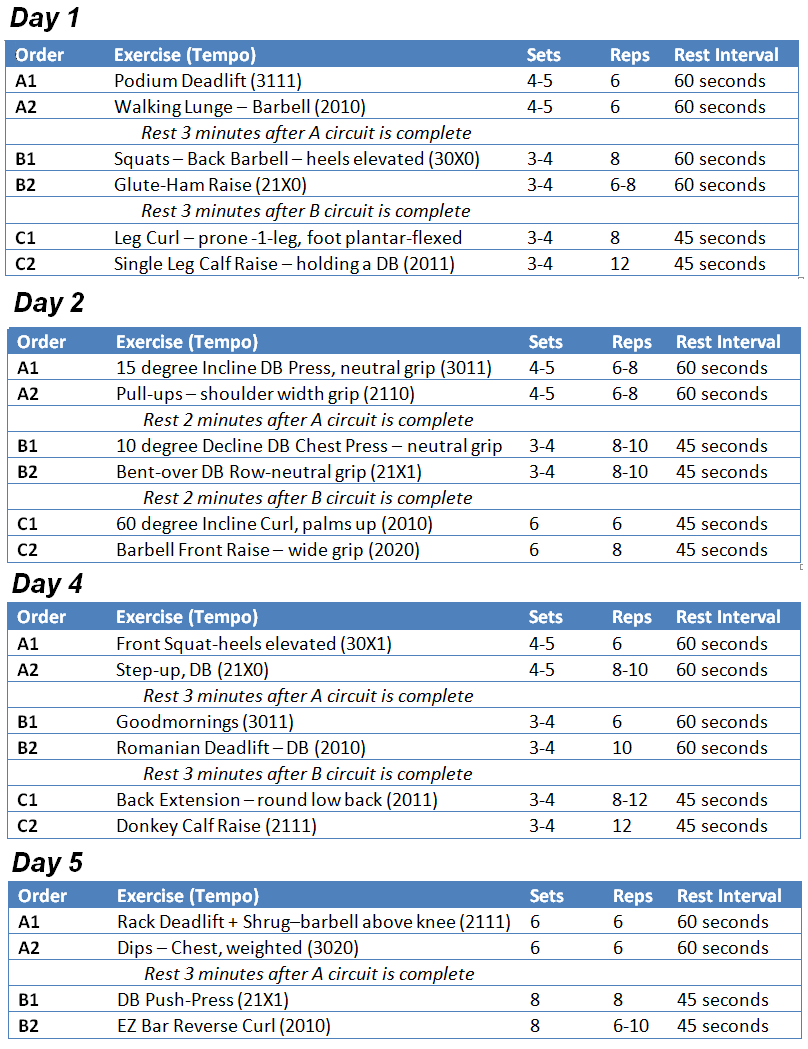 Day 1
Order Exercise (Tempo) Sets Reps Rest Interval
A1 Podium Deadlift (3111) 4-5 6 60 seconds
A2 Walking Lunge – Barbell (2010) 4-5 6 60 seconds
Rest 3 minutes after A circuit is complete
B1 Squats – Back Barbell – heels elevated (30X0) 3-4 8 60 seconds
B2 Glute-Ham Raise (21X0) 3-4 6-8 60 seconds
Rest 3 minutes after B circuit is complete
C1 Leg Curl – prone -1-leg, foot plantar-flexed 3-4 8 45 seconds
C2 Single Leg Calf Raise – holding a DB (2011) 3-4 12 45 seconds
Day 2
Order Exercise (Tempo) Sets Reps Rest Interval
A1 15 degree Incline DB Press, neutral grip (3011) 4-5 6-8 60 seconds
A2 Pull-ups – shoulder width grip (2110) 4-5 6-8 60 seconds
Rest 2 minutes after A circuit is complete
B1 10 degree Decline DB Chest Press – neutral grip 3-4 8-10 45 seconds
B2 Bent-over DB Row-neutral grip (21X1) 3-4 8-10 45 seconds
Rest 2 minutes after B circuit is complete
C1 60 degree Incline Curl, palms up (2010) 6 6 45 seconds
C2 Barbell Front Raise – wide grip (2020) 6 8 45 seconds
Day 4
Order Exercise (Tempo) Sets Reps Rest Interval
A1 Front Squat-heels elevated (30X1) 4-5 6 60 seconds
A2 Step-up, DB (21X0) 4-5 8-10 60 seconds
Rest 3 minutes after A circuit is complete
B1 Goodmornings (3011) 3-4 6 60 seconds
B2 Romanian Deadlift – DB (2010) 3-4 10 60 seconds
Rest 3 minutes after B circuit is complete
C1 Back Extension – round low back (2011) 3-4 8-12 45 seconds
C2 Donkey Calf Raise (2111) 3-4 12 45 seconds
Day 5
Order Exercise (Tempo) Sets Reps Rest Interval
A1 Rack Deadlift + Shrug–barbell above knee (2111) 6 6 60 seconds
A2 Dips – Chest, weighted (3020) 6 6 60 seconds
Rest 3 minutes after A circuit is complete
B1 DB Push-Press (21X1) 8 8 45 seconds
B2 EZ Bar Reverse Curl (2010) 8 6-10 45 seconds